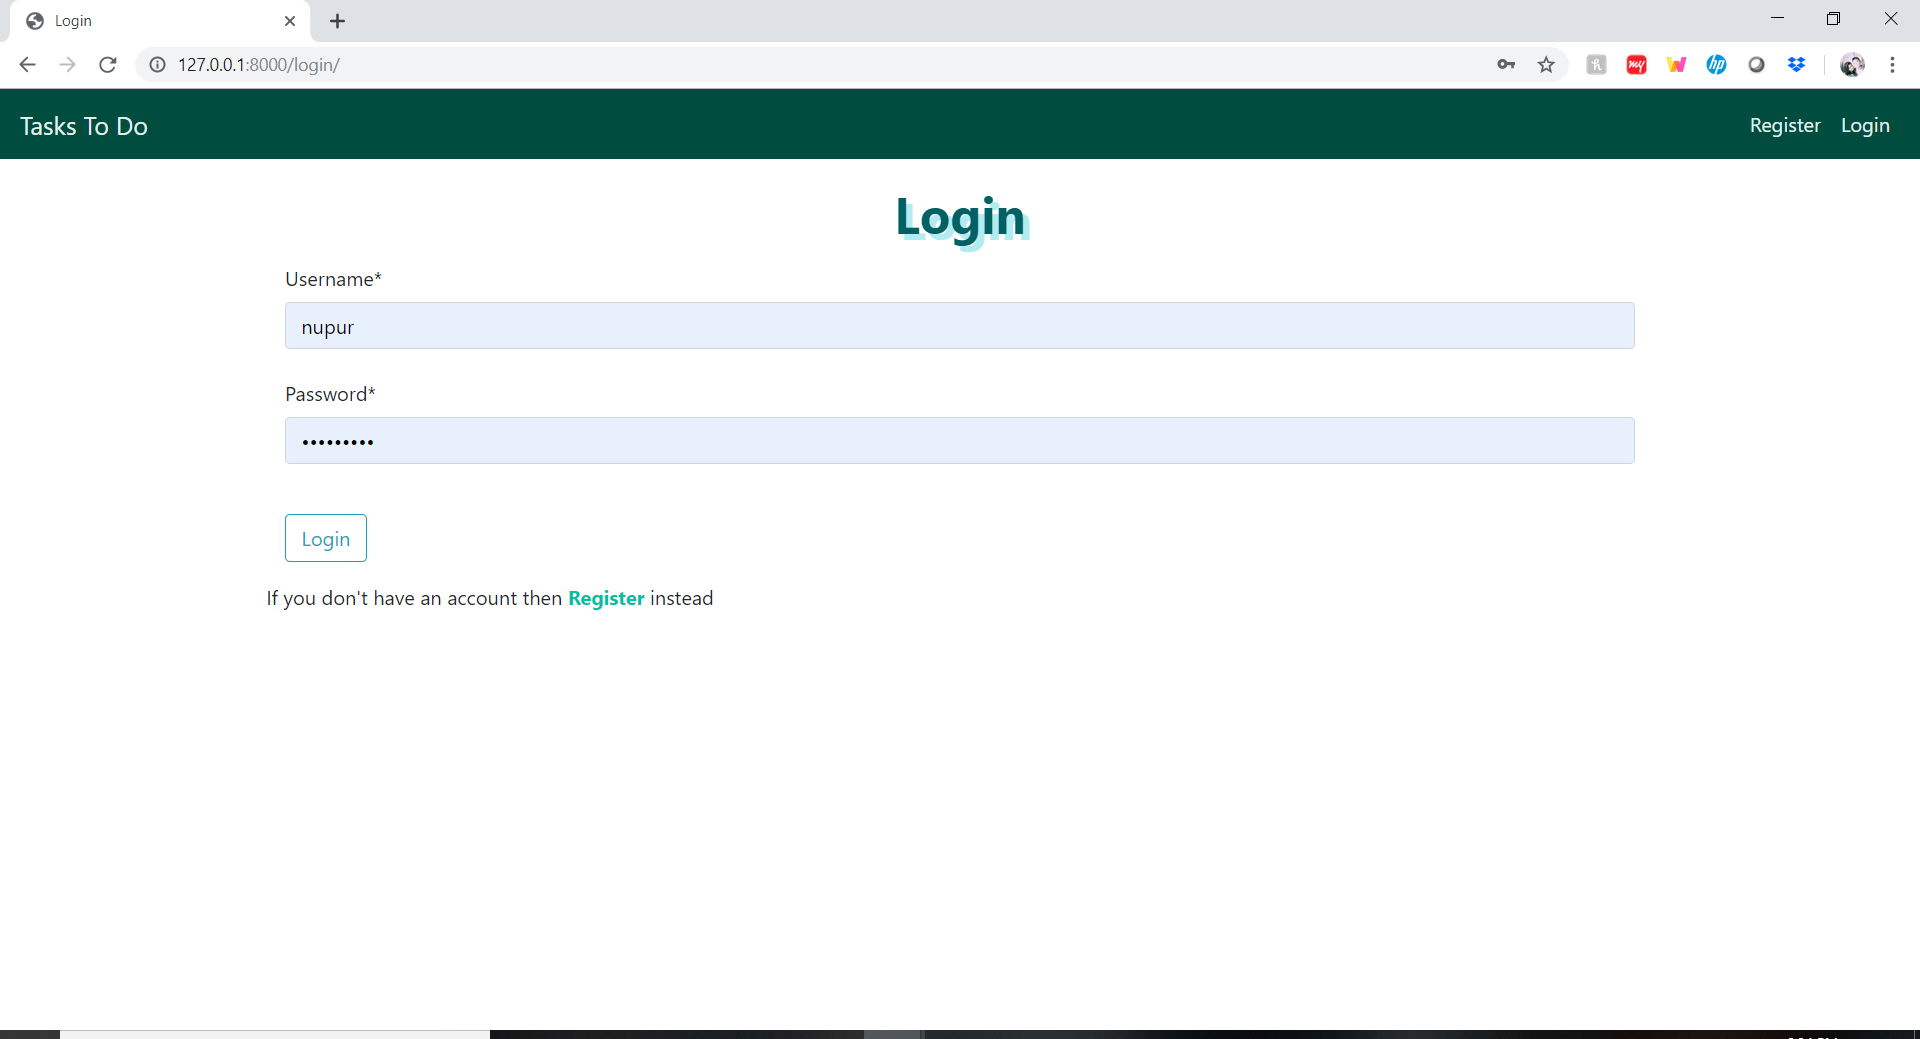 Login
127.0.0.1:8000/login/
Tasks To Do
Register Login
Login
Username*
nupur
Password*
•••••••••
Login
If you don't have an account then Register instead